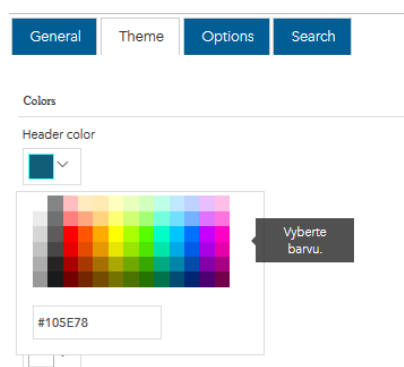 General Theme Options Search
Colors
Header color
Vyberte
barvu.
#105E78